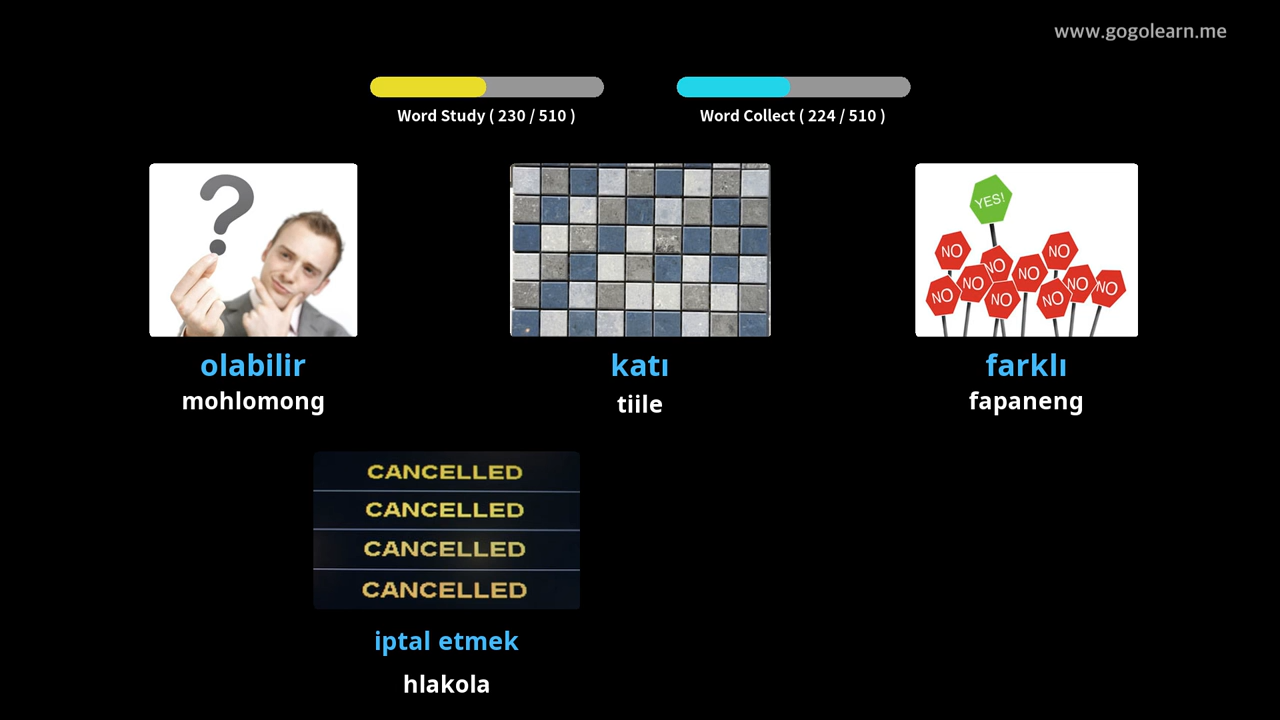 www.gogolearn.me
Word Study ( 230 / 510 )
Word Collect ( 224 / 510 )
YES!
NO
NO
NO
NO
NO
NO
NO
NO
NO
NO
olabilir
mohlomong
katı
tiile
farklı
fapaneng
CANCELLED
CANCELLED
CANCELLED
CANCELLED
iptal etmek
hlakola